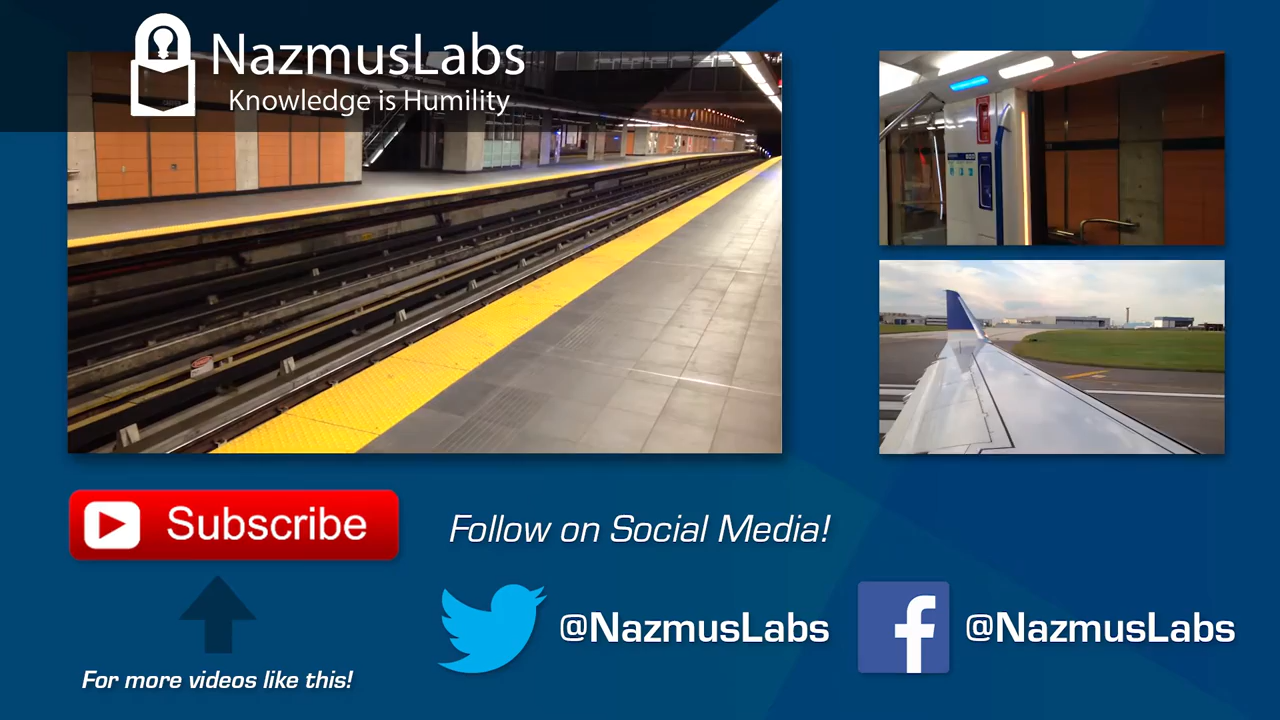 NazmusLabs
Knowledge is Humility
Subscribe
Follow on Social Media!
@NazmusLabs
@NazmusLabs
For more videos like this!